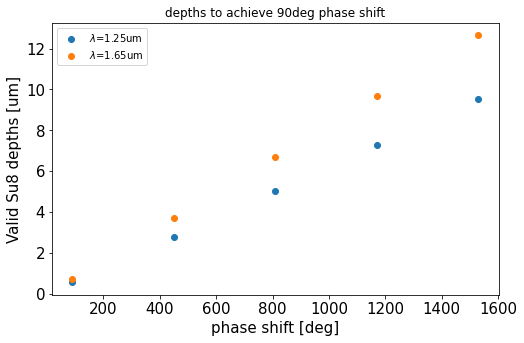 depths to achieve 90deg phase shift
λ=1.25um
λ=1.65um
Valid Su8 depths [um]
12
10
8
6
4
2
0
200 400 600 800 1000 1200 1400 1600
phase shift [deg]